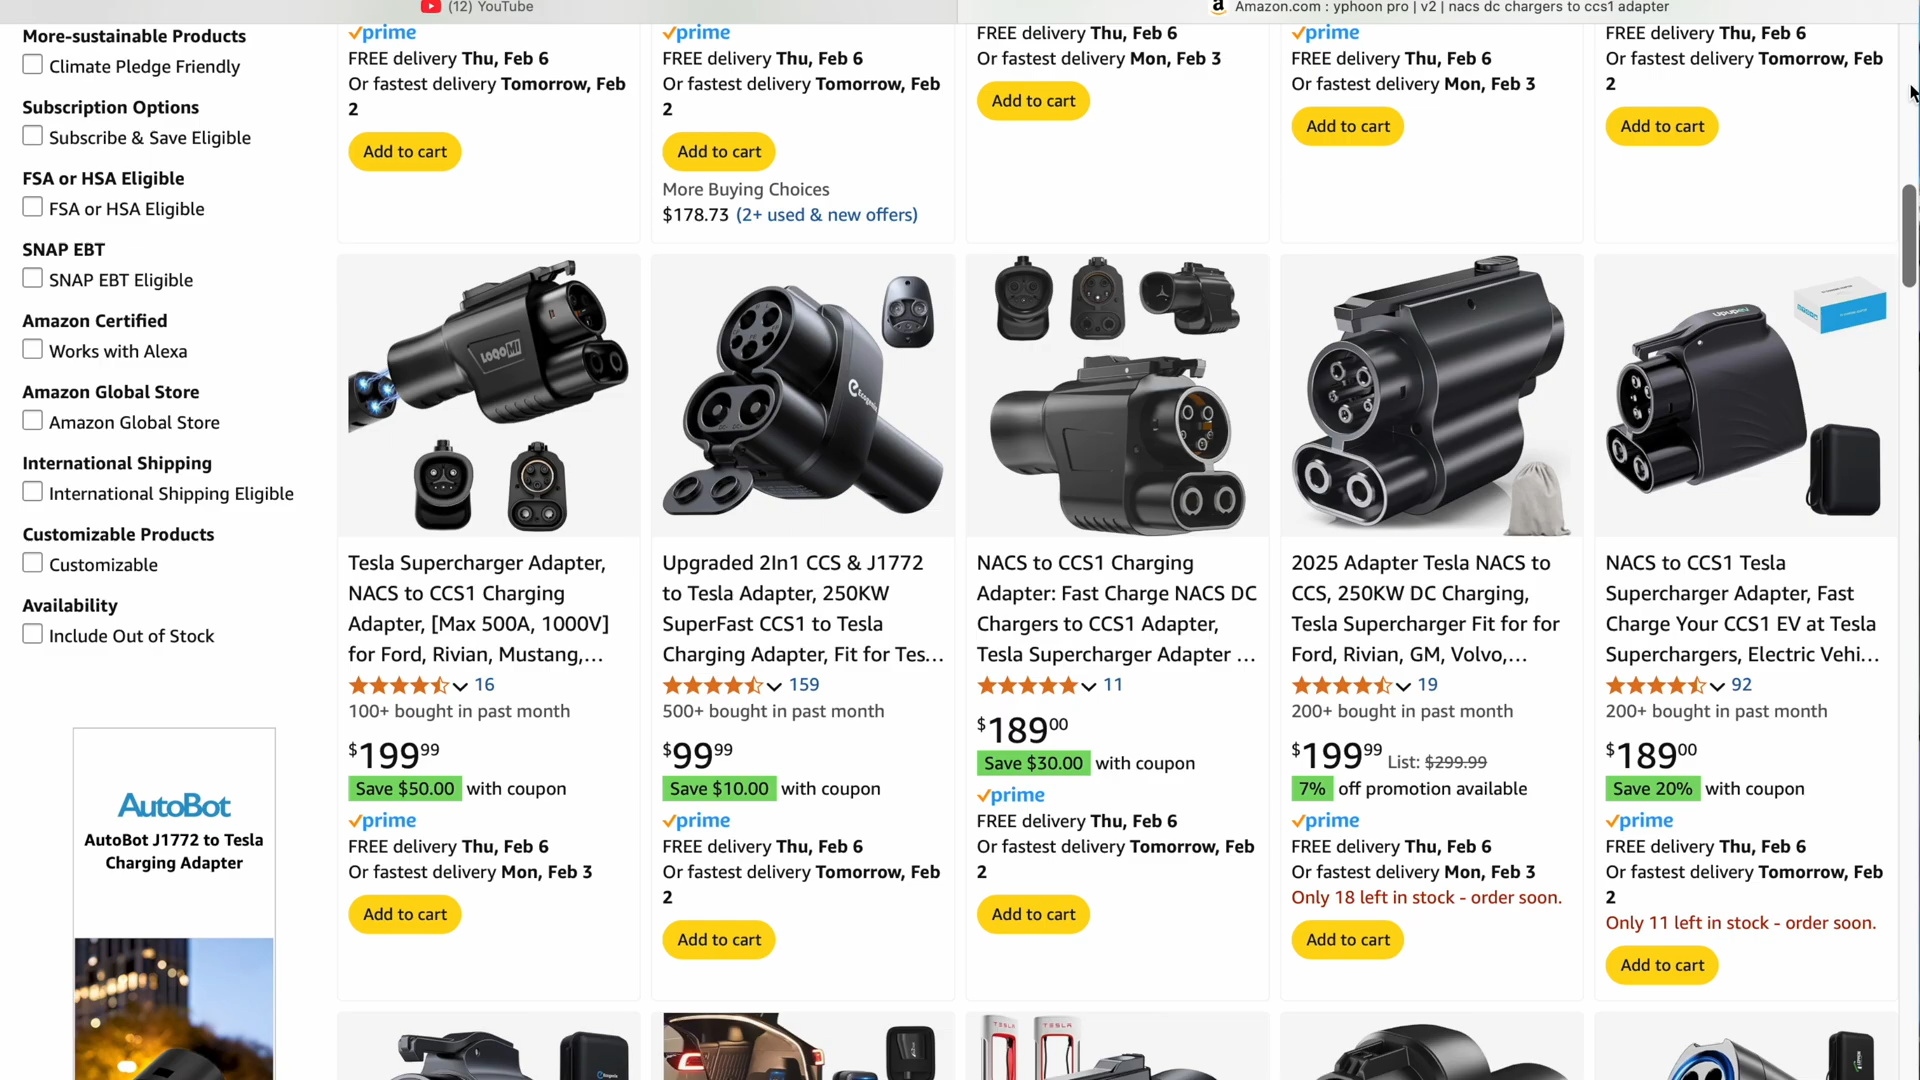 (12) YouTube
Amazon.com : yphoon pro | v2 | nacs dc chargers to ccs1 adapter
More-sustainable Products
Climate Pledge Friendly
Subscription Options
Subscribe & Save Eligible
FSA or HSA Eligible
FSA or HSA Eligible
SNAP EBT
SNAP EBT Eligible
Amazon Certified
Works with Alexa
Amazon Global Store
Amazon Global Store
International Shipping
International Shipping Eligible
Customizable Products
Customizable
Availability
Include Out of Stock
AutoBot
AutoBot J1772 to Tesla
Charging Adapter
prime
FREE delivery Thu, Feb 6
Or fastest delivery Tomorrow, Feb
2
Add to cart
prime
FREE delivery Thu, Feb 6
Or fastest delivery Tomorrow, Feb
2
Add to cart
More Buying Choices
$178.73 (2+ used & new offers)
FREE delivery Thu, Feb 6
Or fastest delivery Mon, Feb 3
Add to cart
prime
FREE delivery Thu, Feb 6
Or fastest delivery Mon, Feb 3
Add to cart
FREE delivery Thu, Feb 6
Or fastest delivery Tomorrow, Feb
2
Add to cart
LOQOMI
Tesla Supercharger Adapter,
NACS to CCS1 Charging
Adapter, [Max 500A, 1000V]
for Ford, Rivian, Mustang,...
16
100+ bought in past month
$199.99
Save $50.00 with coupon
prime
FREE delivery Thu, Feb 6
Or fastest delivery Mon, Feb 3
Add to cart
Upgraded 2In1 CCS & J1772
to Tesla Adapter, 250KW
SuperFast CCS1 to Tesla
Charging Adapter, Fit for Tes...
159
500+ bought in past month
$99.99
Save $10.00 with coupon
prime
FREE delivery Thu, Feb 6
Or fastest delivery Tomorrow, Feb
2
Add to cart
NACS to CCS1 Charging
Adapter: Fast Charge NACS DC
Chargers to CCS1 Adapter,
Tesla Supercharger Adapter ...
11
$189.00
Save $30.00 with coupon
prime
FREE delivery Thu, Feb 6
Or fastest delivery Tomorrow, Feb
2
Add to cart
2025 Adapter Tesla NACS to
CCS, 250KW DC Charging,
Tesla Supercharger Fit for for
Ford, Rivian, GM, Volvo,...
19
200+ bought in past month
$199.99 List: $299.99
7% off promotion available
prime
FREE delivery Thu, Feb 6
Or fastest delivery Mon, Feb 3
Only 18 left in stock - order soon.
Add to cart
NACS to CCS1 Tesla
Supercharger Adapter, Fast
Charge Your CCS1 EV at Tesla
Superchargers, Electric Vehi...
92
200+ bought in past month
$189.00
Save 20% with coupon
prime
FREE delivery Thu, Feb 6
Or fastest delivery Tomorrow, Feb
2
Only 11 left in stock - order soon.
Add to cart
TESLA
TESLA